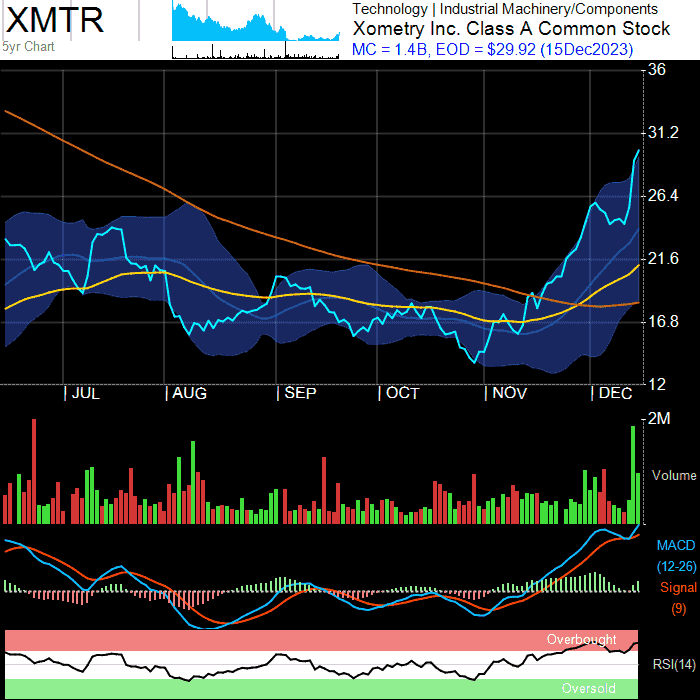 XMTR
5yr Chart
Technology | Industrial Machinery/Components
Xometry Inc. Class A Common Stock
MC = 1.4B, EOD = $29.92 (15Dec2023)
36
31.2
26.4
21.6
16.8
12
| JUL | AUG | SEP | OCT | NOV | DEC
2M
Volume
MACD
(12-26)
Signal
(9)
Overbought
RSI(14)
Oversold